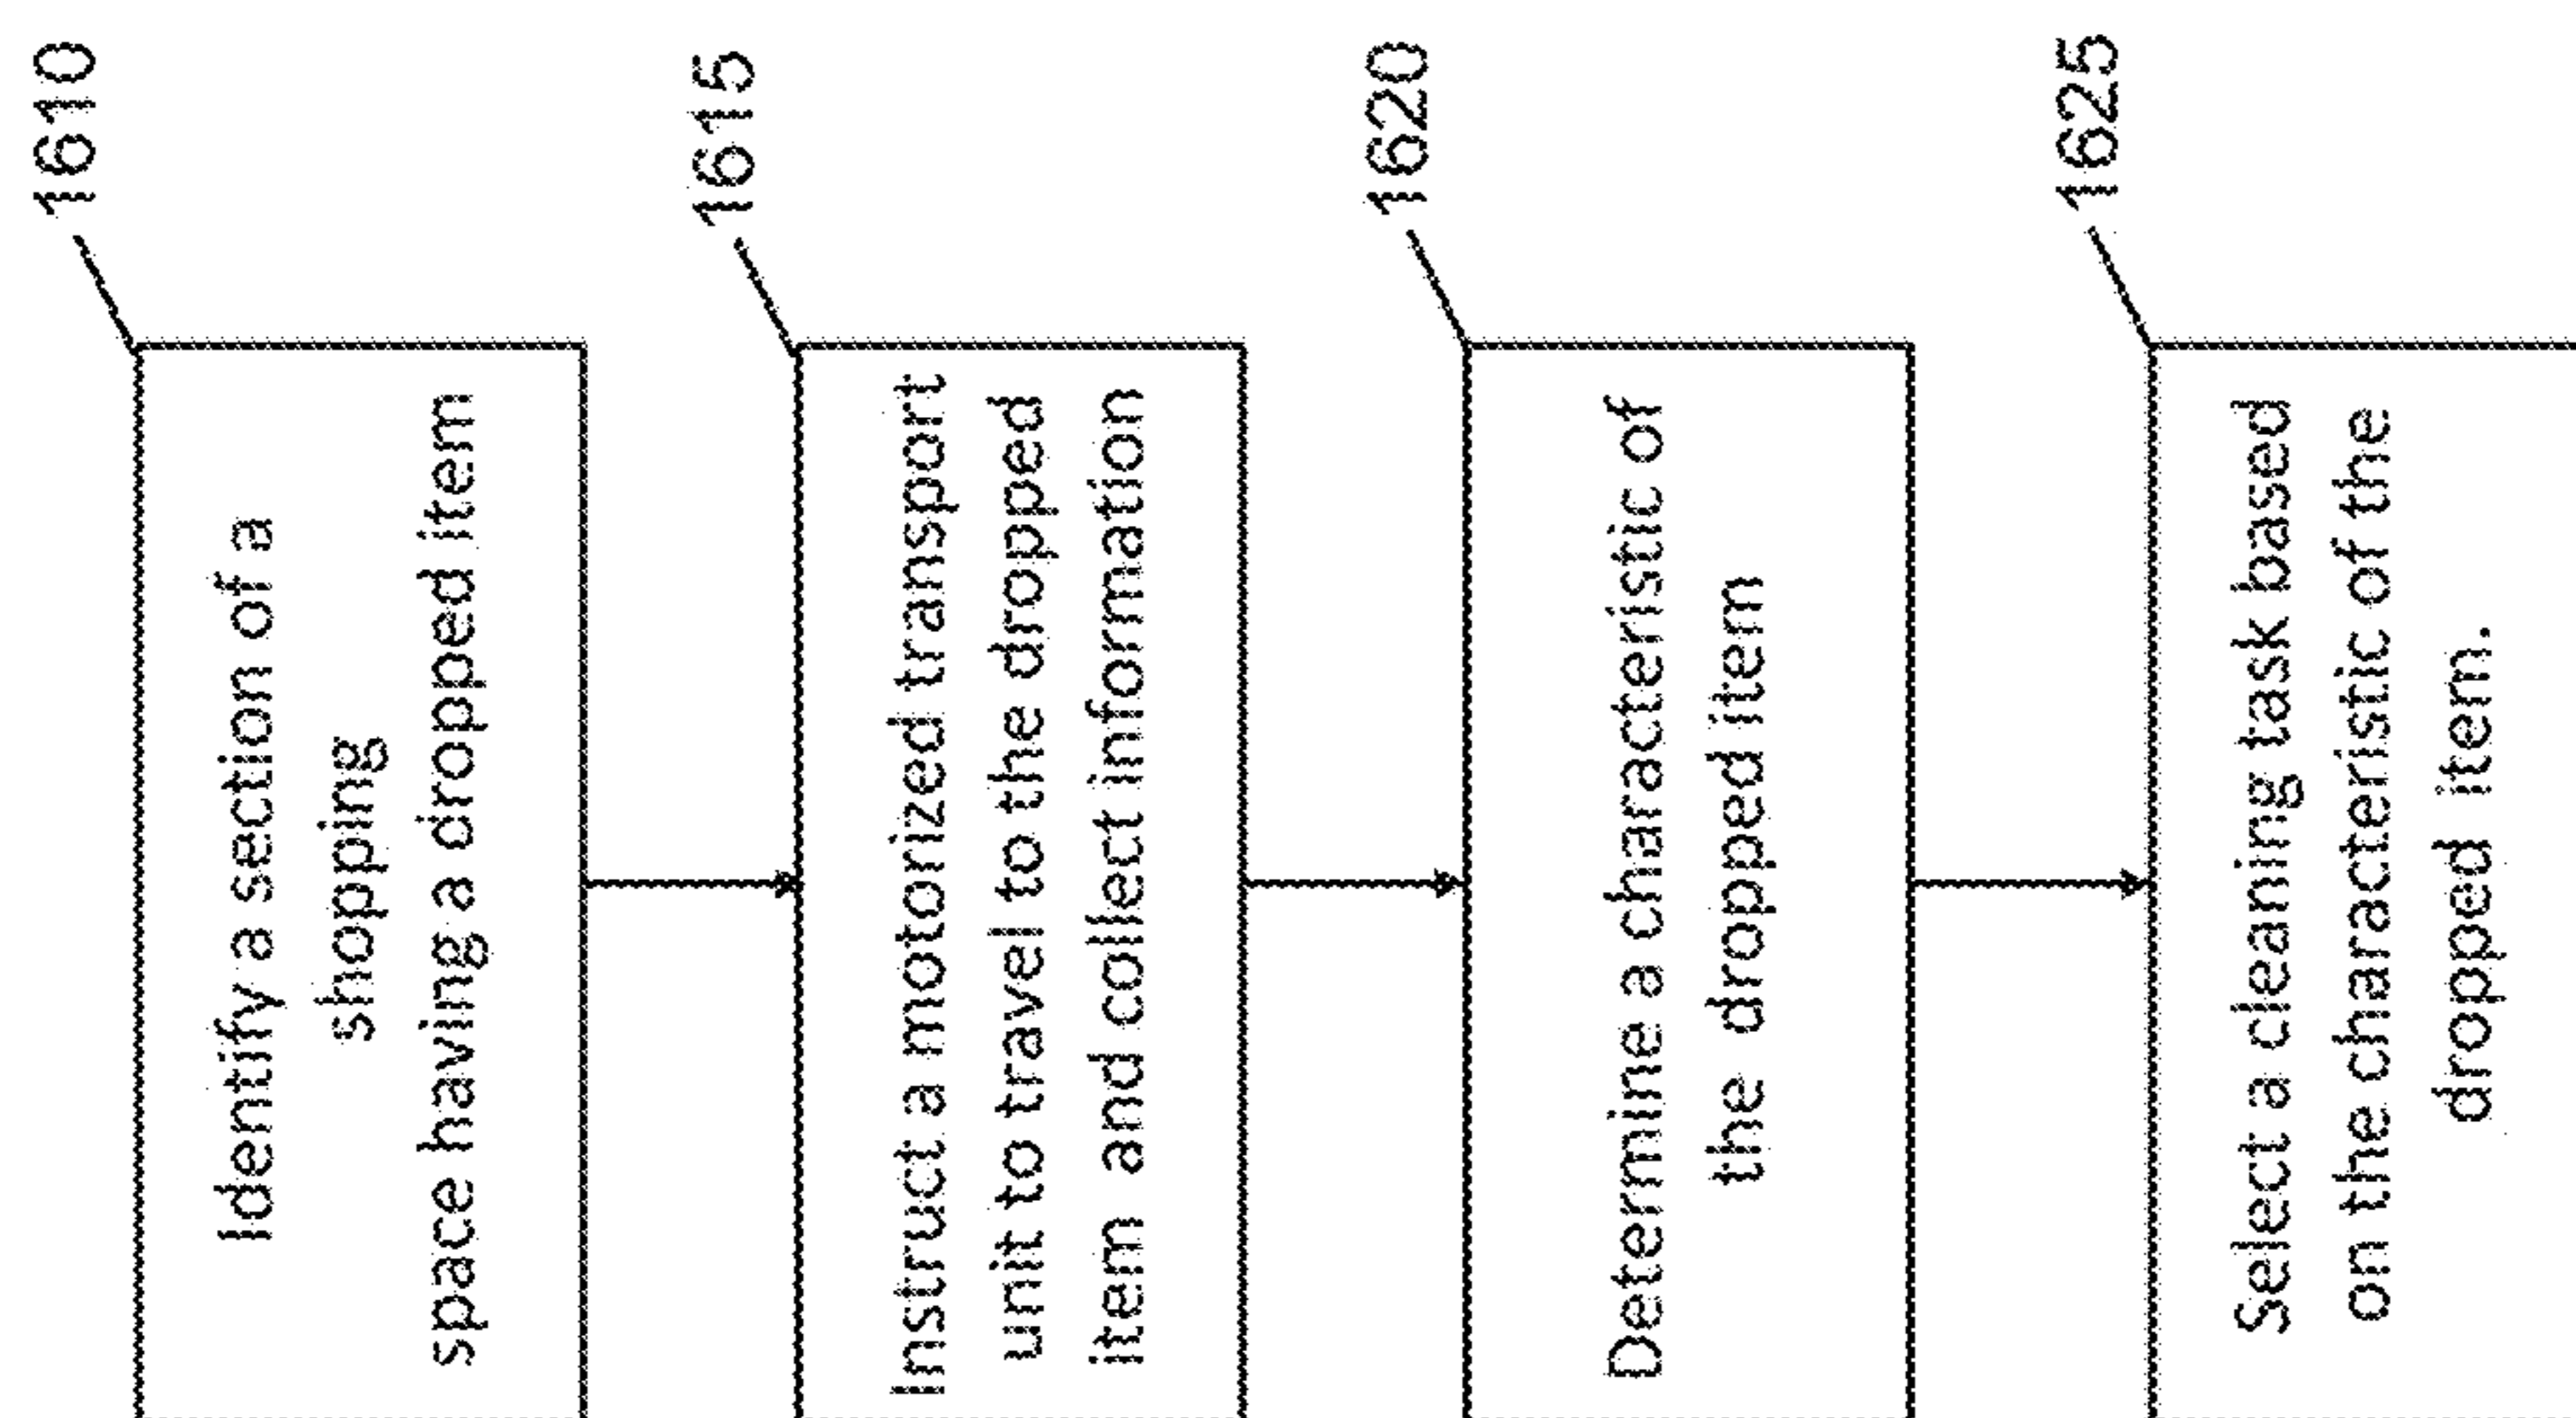 1610
Identify a section of a
shopping
space having a dropped item
1615
Instruct a motorized transport
unit to travel to the dropped
item and collect information
1620
Determine a characteristic of
the dropped item
1625
Select a cleaning task based
on the characteristic of the
dropped item.